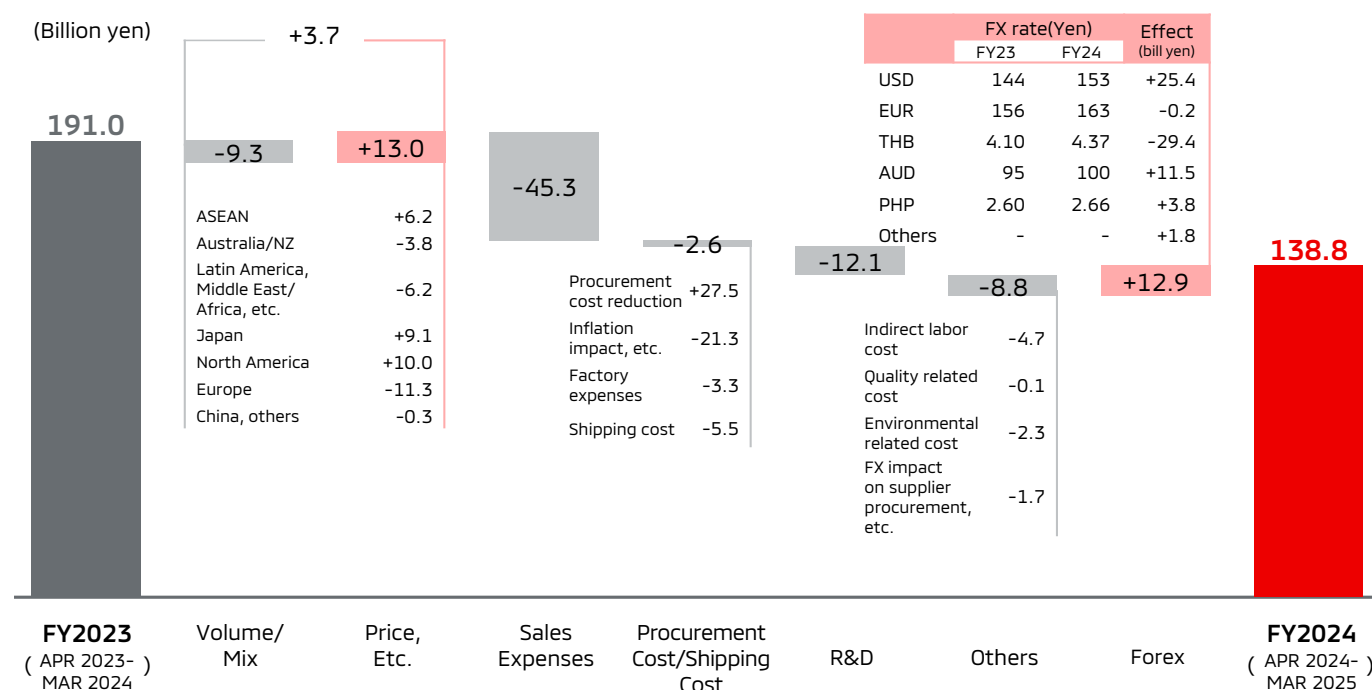 (Billion yen)
+3.7
FX rate(Yen) Effect
FY23 FY24 (bill yen)
USD 144 153 +25.4
EUR 156 163 -0.2
THB 4.10 4.37 -29.4
AUD 95 100 +11.5
PHP 2.60 2.66 +3.8
Others - - +1.8
191.0
-9.3
+13.0
-45.3
-2.6
-12.1
-8.8
+12.9
138.8
ASEAN +6.2
Australia/NZ -3.8
Latin America,
Middle East/ -6.2
Africa, etc.
Japan +9.1
North America +10.0
Europe -11.3
China, others -0.3
Procurement
cost reduction +27.5
Inflation
impact, etc. -21.3
Factory
expenses -3.3
Shipping cost -5.5
Indirect labor
cost -4.7
Quality related
cost -0.1
Environmental
related cost -2.3
FX impact
on supplier
procurement, -1.7
etc.
FY2023
( APR 2023-
MAR 2024 )
Volume/
Mix
Price,
Etc.
Sales
Expenses
Procurement
Cost/Shipping
Cost
R&D
Others
Forex
FY2024
( APR 2024-
MAR 2025 )